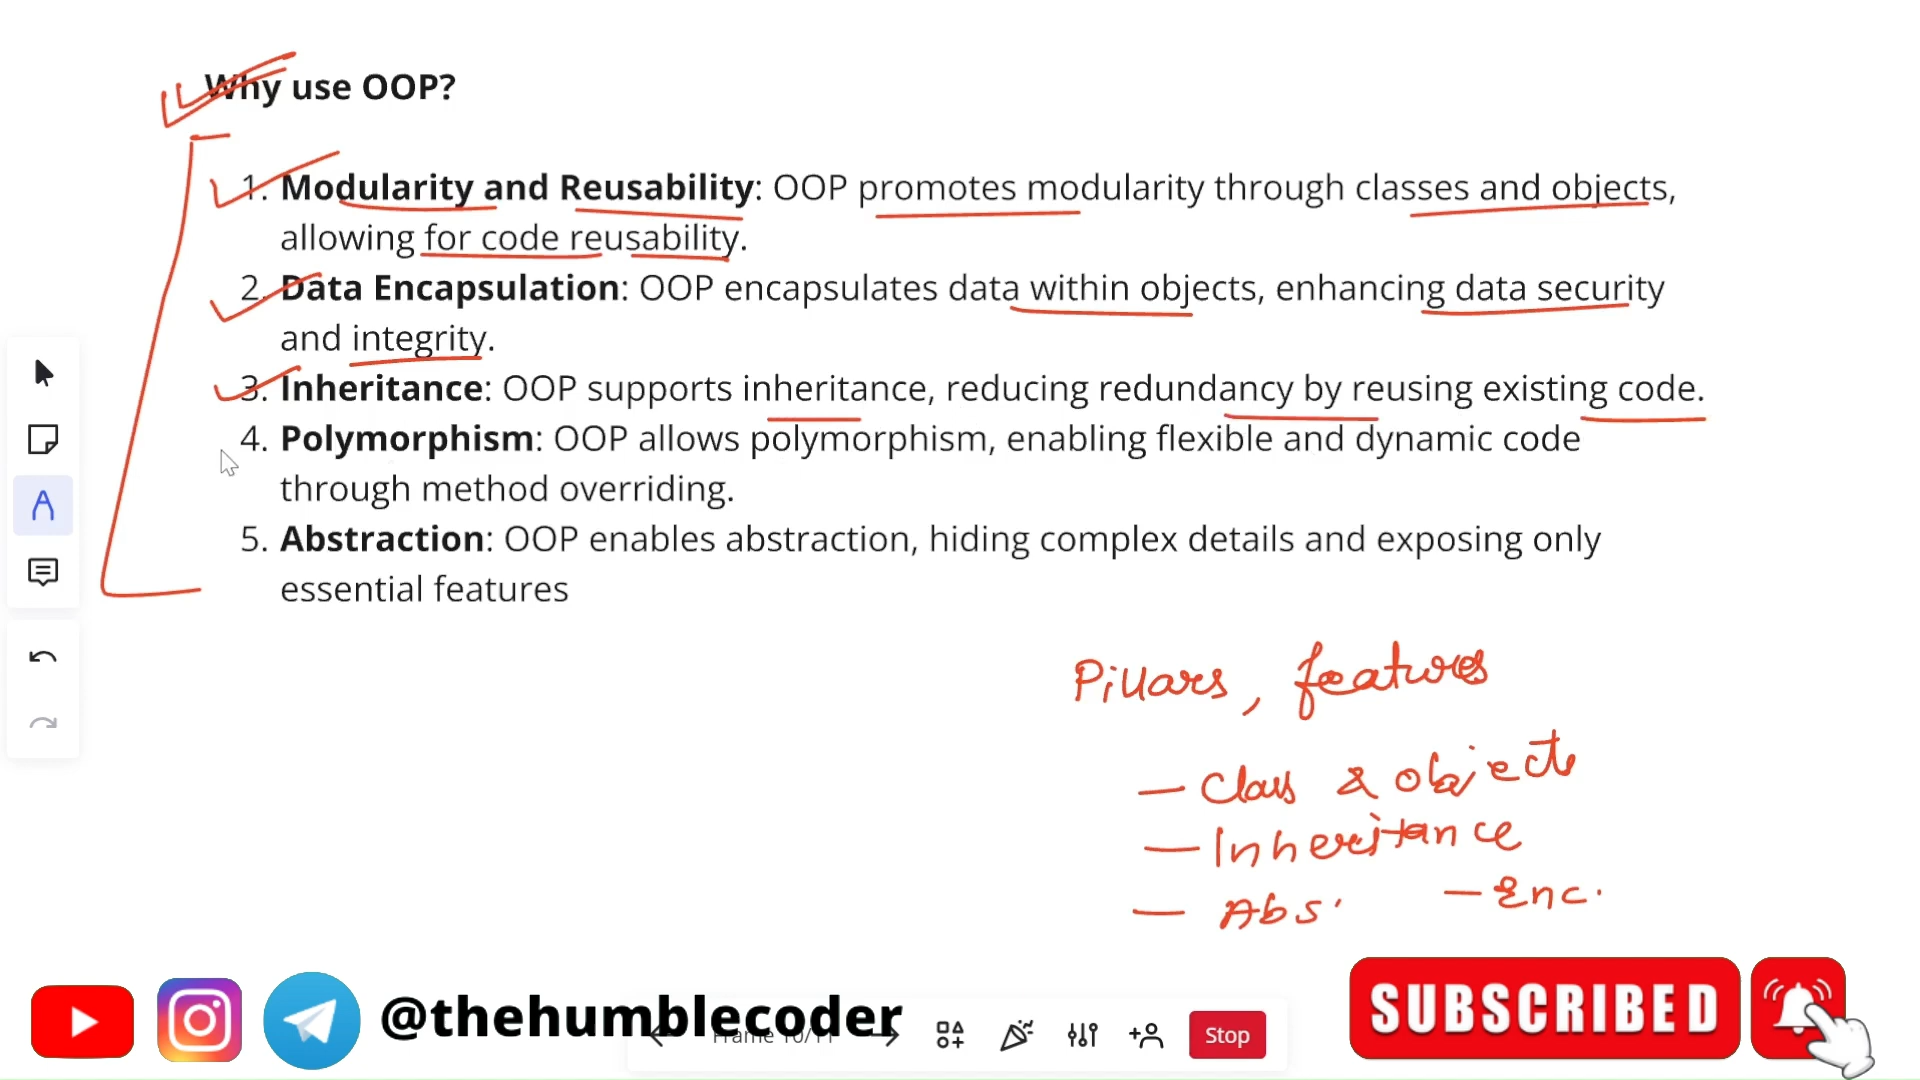 Why use OOP?
1. Modularity and Reusability: OOP promotes modularity through classes and objects,
allowing for code reusability.
2. Data Encapsulation: OOP encapsulates data within objects, enhancing data security
and integrity.
3. Inheritance: OOP supports inheritance, reducing redundancy by reusing existing code.
4. Polymorphism: OOP allows polymorphism, enabling flexible and dynamic code
through method overriding.
5. Abstraction: OOP enables abstraction, hiding complex details and exposing only
essential features
Pillars, features
— Class & objects
— Inheritance
— Abs. — Enc.
@thehumblecoder
Frame 10/11
Stop
SUBSCRIBED